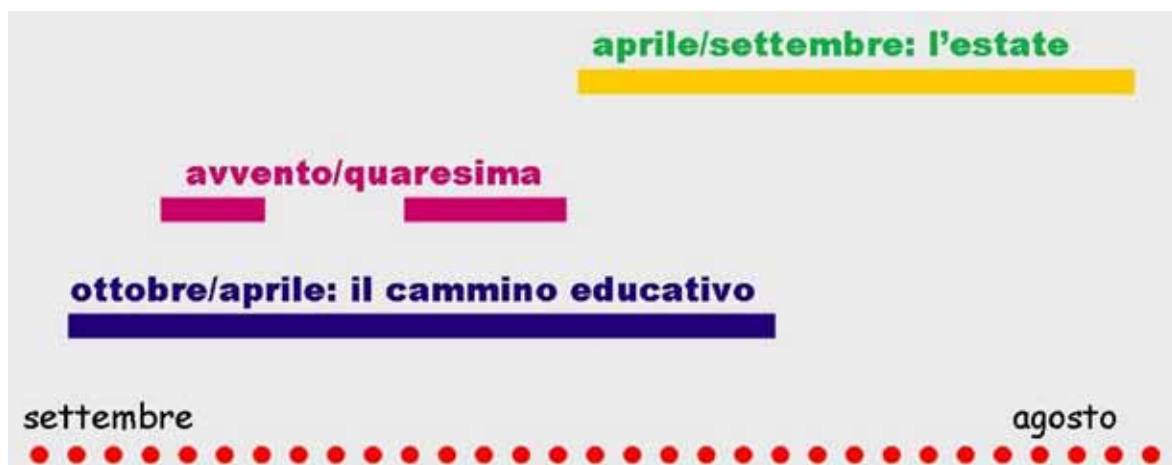 aprile/settembre: l'estate
avvento/quaresima
ottobre/aprile: il cammino educativo
settembre agosto